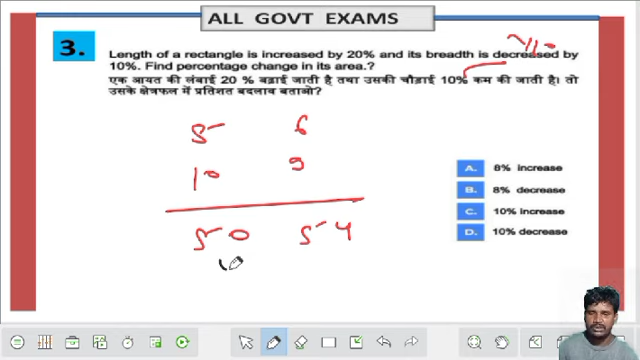 ALL GOVT EXAMS
3.
Length of a rectangle is increased by 20% and its breadth is decreased by
10%. Find percentage change in its area.?
एक आयत की लंबाई 20 % बढ़ाई जाती है तथा उसकी चौड़ाई 10% कम की जाती है। तो
उसके क्षेत्रफल में प्रतिशत बदलाव बताओ?
5 6
10 9
50 54
A. 8% increase
B. 8% decrease
C. 10% increase
D. 10% decrease